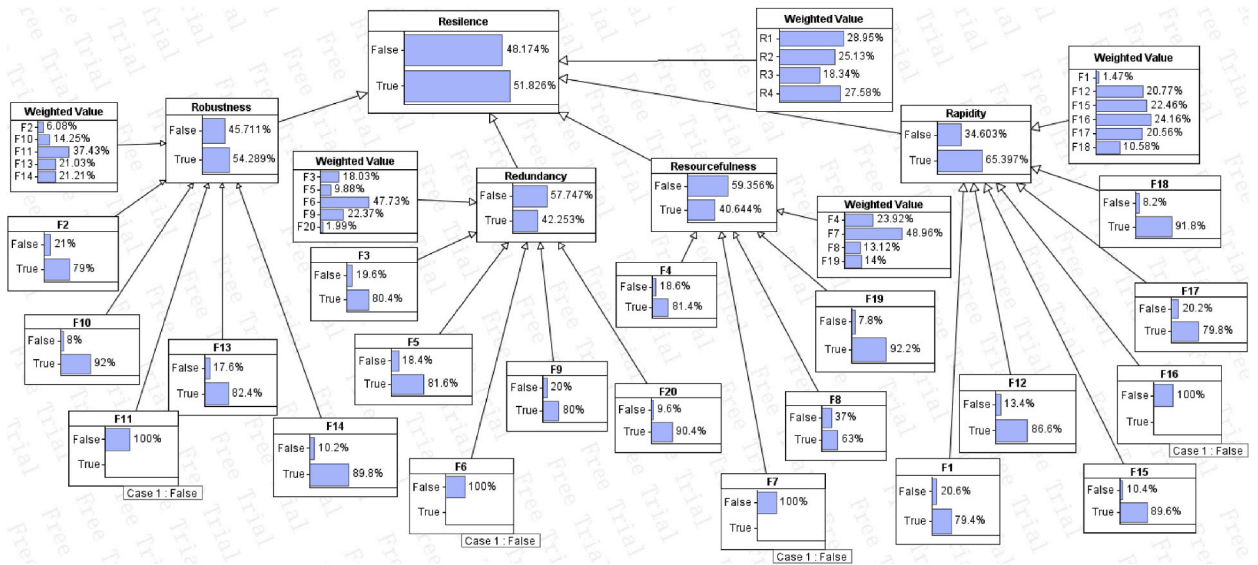 Resilence
False 48.174%
True 51.826%
Weighted Value
R1 28.95%
R2 25.13%
R3 18.34%
R4 27.58%
Weighted Value
F1 1.47%
F12 20.77%
F15 22.46%
F16 24.16%
F17 20.56%
F18 10.58%
Weighted Value
F2 6.08%
F10 14.25%
F11 37.43%
F13 21.03%
F14 21.21%
Robustness
False 45.711%
True 54.289%
Rapidity
False 34.603%
True 65.397%
Weighted Value
F3 18.03%
F5 9.88%
F6 47.73%
F9 22.37%
F20 1.99%
Redundancy
False 57.747%
True 42.253%
Resourcefulness
False 59.356%
True 40.644%
Weighted Value
F4 23.92%
F7 48.96%
F8 13.12%
F19 14%
F18
False 8.2%
True 91.8%
F2
False 21%
True 79%
F3
False 19.6%
True 80.4%
F4
False 18.6%
True 81.4%
F19
False 7.8%
True 92.2%
F17
False 20.2%
True 79.8%
F10
False 8%
True 92%
F13
False 17.6%
True 82.4%
F5
False 18.4%
True 81.6%
F9
False 20%
True 80%
F20
False 9.6%
True 90.4%
F8
False 37%
True 63%
F12
False 13.4%
True 86.6%
F16
False 100%
True
Case 1 : False
F11
False 100%
True
Case 1 : False
F14
False 10.2%
True 89.8%
F6
False 100%
True
Case 1 : False
F7
False 100%
True
Case 1 : False
F1
False 20.6%
True 79.4%
F15
False 10.4%
True 89.6%
Free Trial